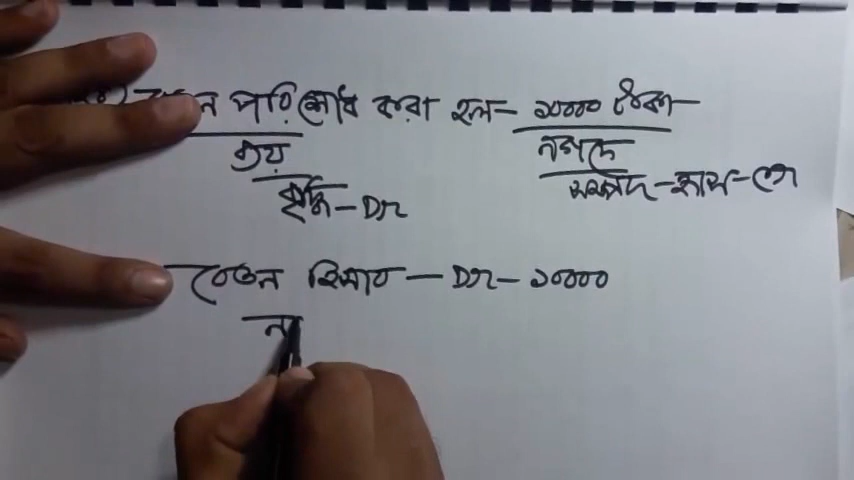 বেতন পরিশোধ করা হল- ১০০০০ টাকা-
ব্যয় নগদে
বৃদ্ধি-Dr সম্পদ-হ্রাস-Cr
বেতন হিসাব - Dr - ১০০০০
ন